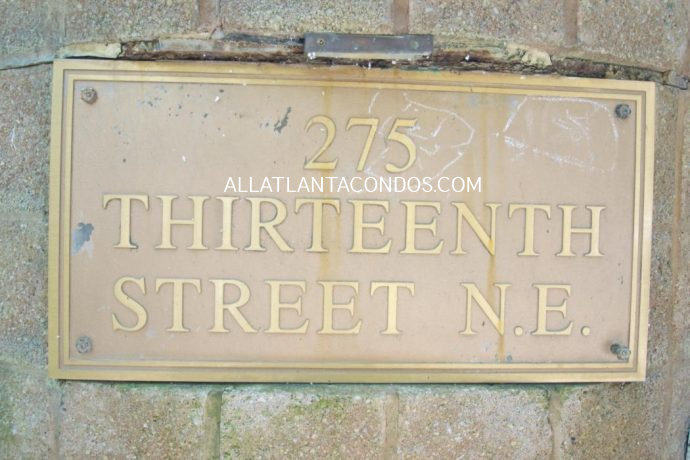 275
ALLATLANTACONDOS.COM
THIRTEENTH
STREET N.E.